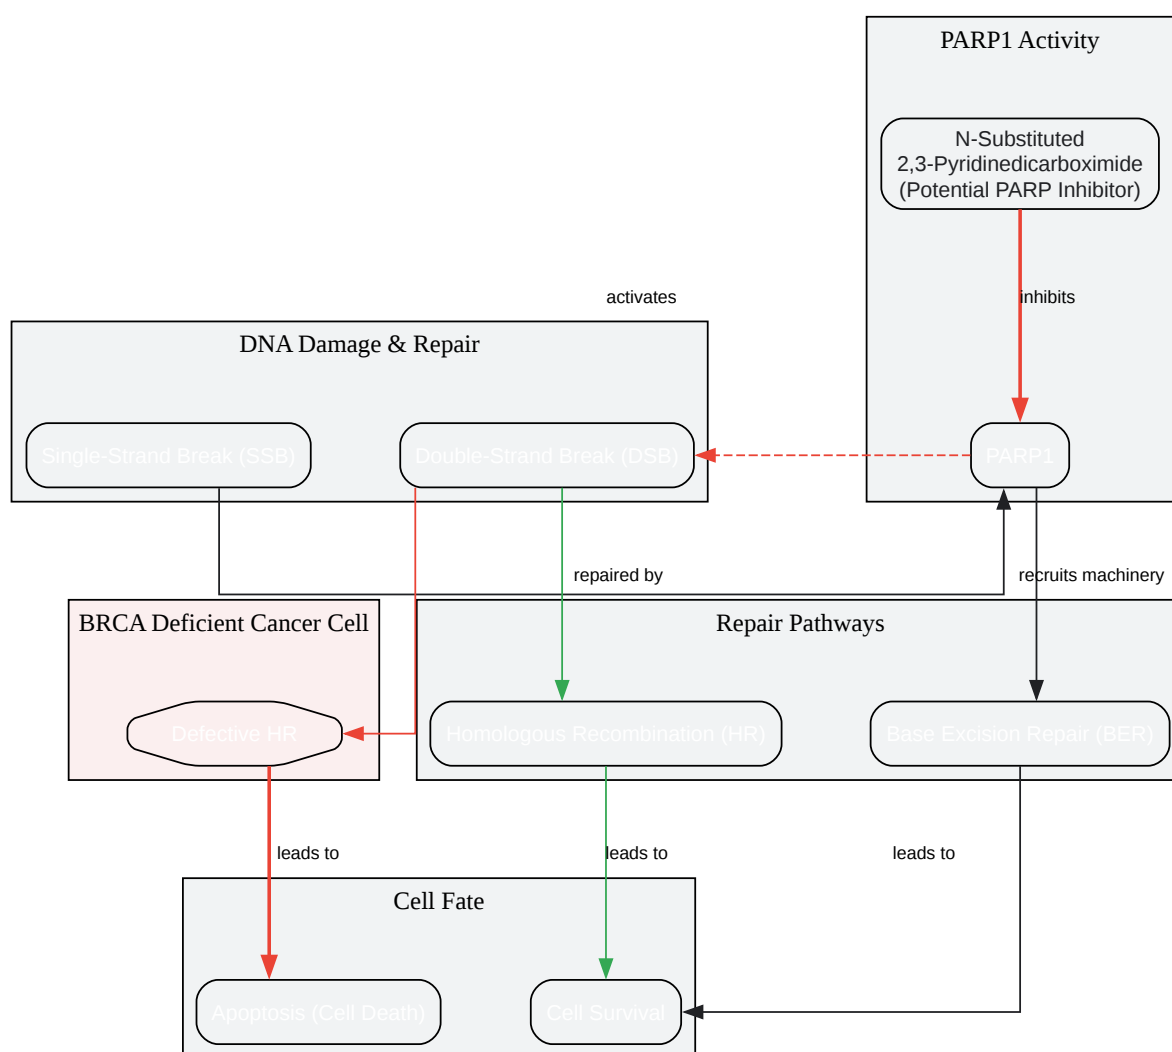 PARP1 Activity
N-Substituted
2,3-Pyridinedicarboximide
(Potential PARP Inhibitor)
activates
inhibits
DNA Damage & Repair
Single-Strand Break (SSB)
Double-Strand Break (DSB)
PARP1
repaired by
recruits machinery
BRCA Deficient Cancer Cell
Repair Pathways
Defective HR
Homologous Recombination (HR)
Base Excision Repair (BER)
leads to
leads to
leads to
Cell Fate
Apoptosis (Cell Death)
Cell Survival